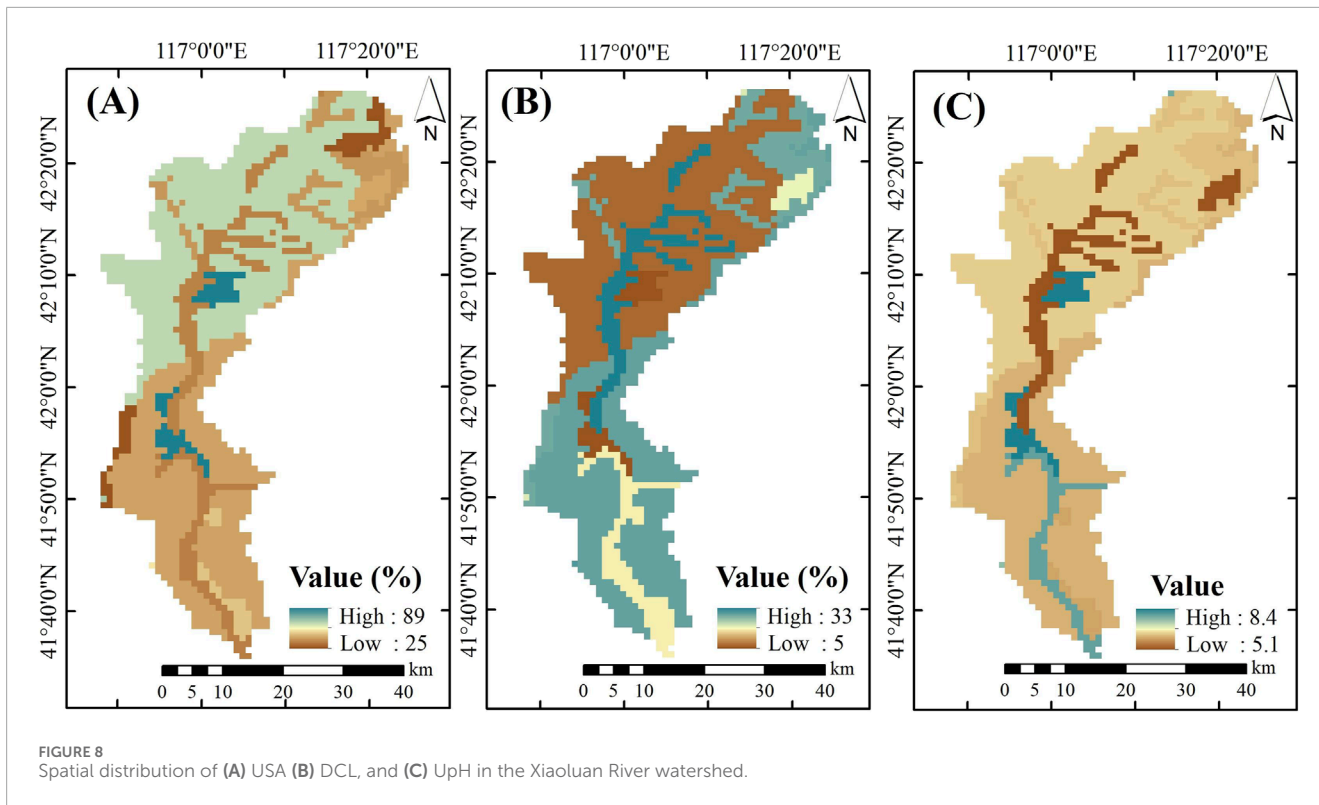 117°0'0"E 117°20'0"E
117°0'0"E 117°20'0"E
117°0'0"E 117°20'0"E
(A)
N
42°20'0"N
42°10'0"N
42°0'0"N
41°50'0"N
41°40'0"N
Value (%)
High : 89
Low : 25
km
0 5 10 20 30 40
(B)
N
42°20'0"N
42°10'0"N
42°0'0"N
41°50'0"N
41°40'0"N
Value (%)
High : 33
Low : 5
km
0 5 10 20 30 40
(C)
N
42°20'0"N
42°10'0"N
42°0'0"N
41°50'0"N
41°40'0"N
Value
High : 8.4
Low : 5.1
km
0 5 10 20 30 40
FIGURE 8
Spatial distribution of (A) USA (B) DCL, and (C) UpH in the Xiaoluan River watershed.